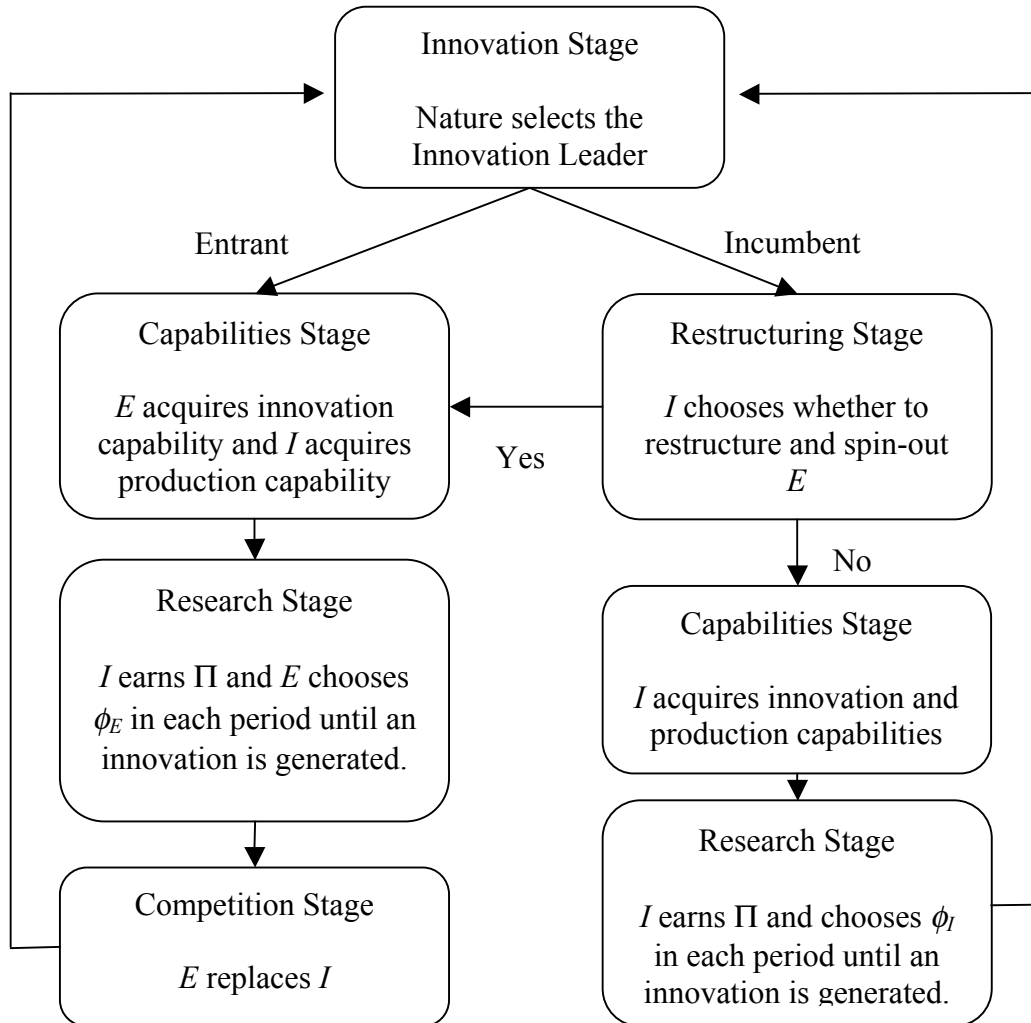 Innovation Stage
Nature selects the
Innovation Leader
Entrant
Incumbent
Capabilities Stage
E acquires innovation
capability and I acquires
production capability
Restructuring Stage
I chooses whether to
restructure and spin-out
E
Yes
No
Research Stage
I earns Π and E chooses
ϕE in each period until an
innovation is generated.
Capabilities Stage
I acquires innovation and
production capabilities
Competition Stage
E replaces I
Research Stage
I earns Π and chooses ϕI
in each period until an
innovation is generated.